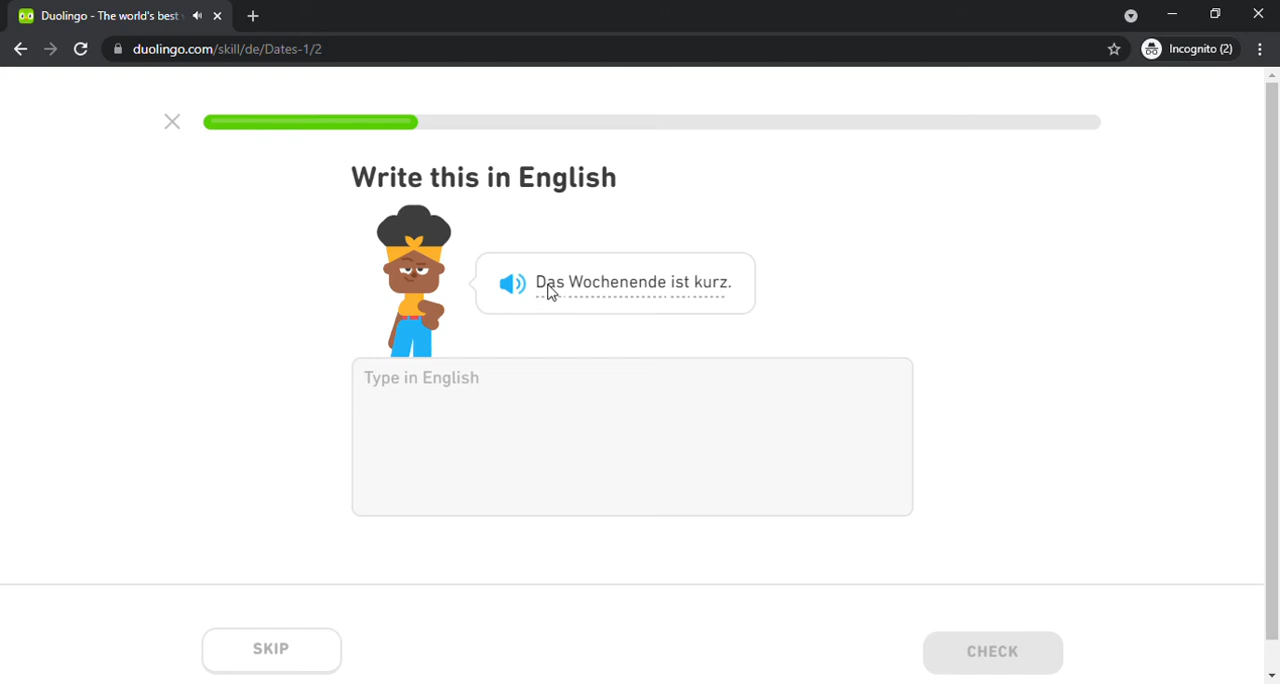 Duolingo - The world's best
duolingo.com/skill/de/Dates-1/2
Incognito (2)
Write this in English
Das Wochenende ist kurz.
Type in English
SKIP
CHECK